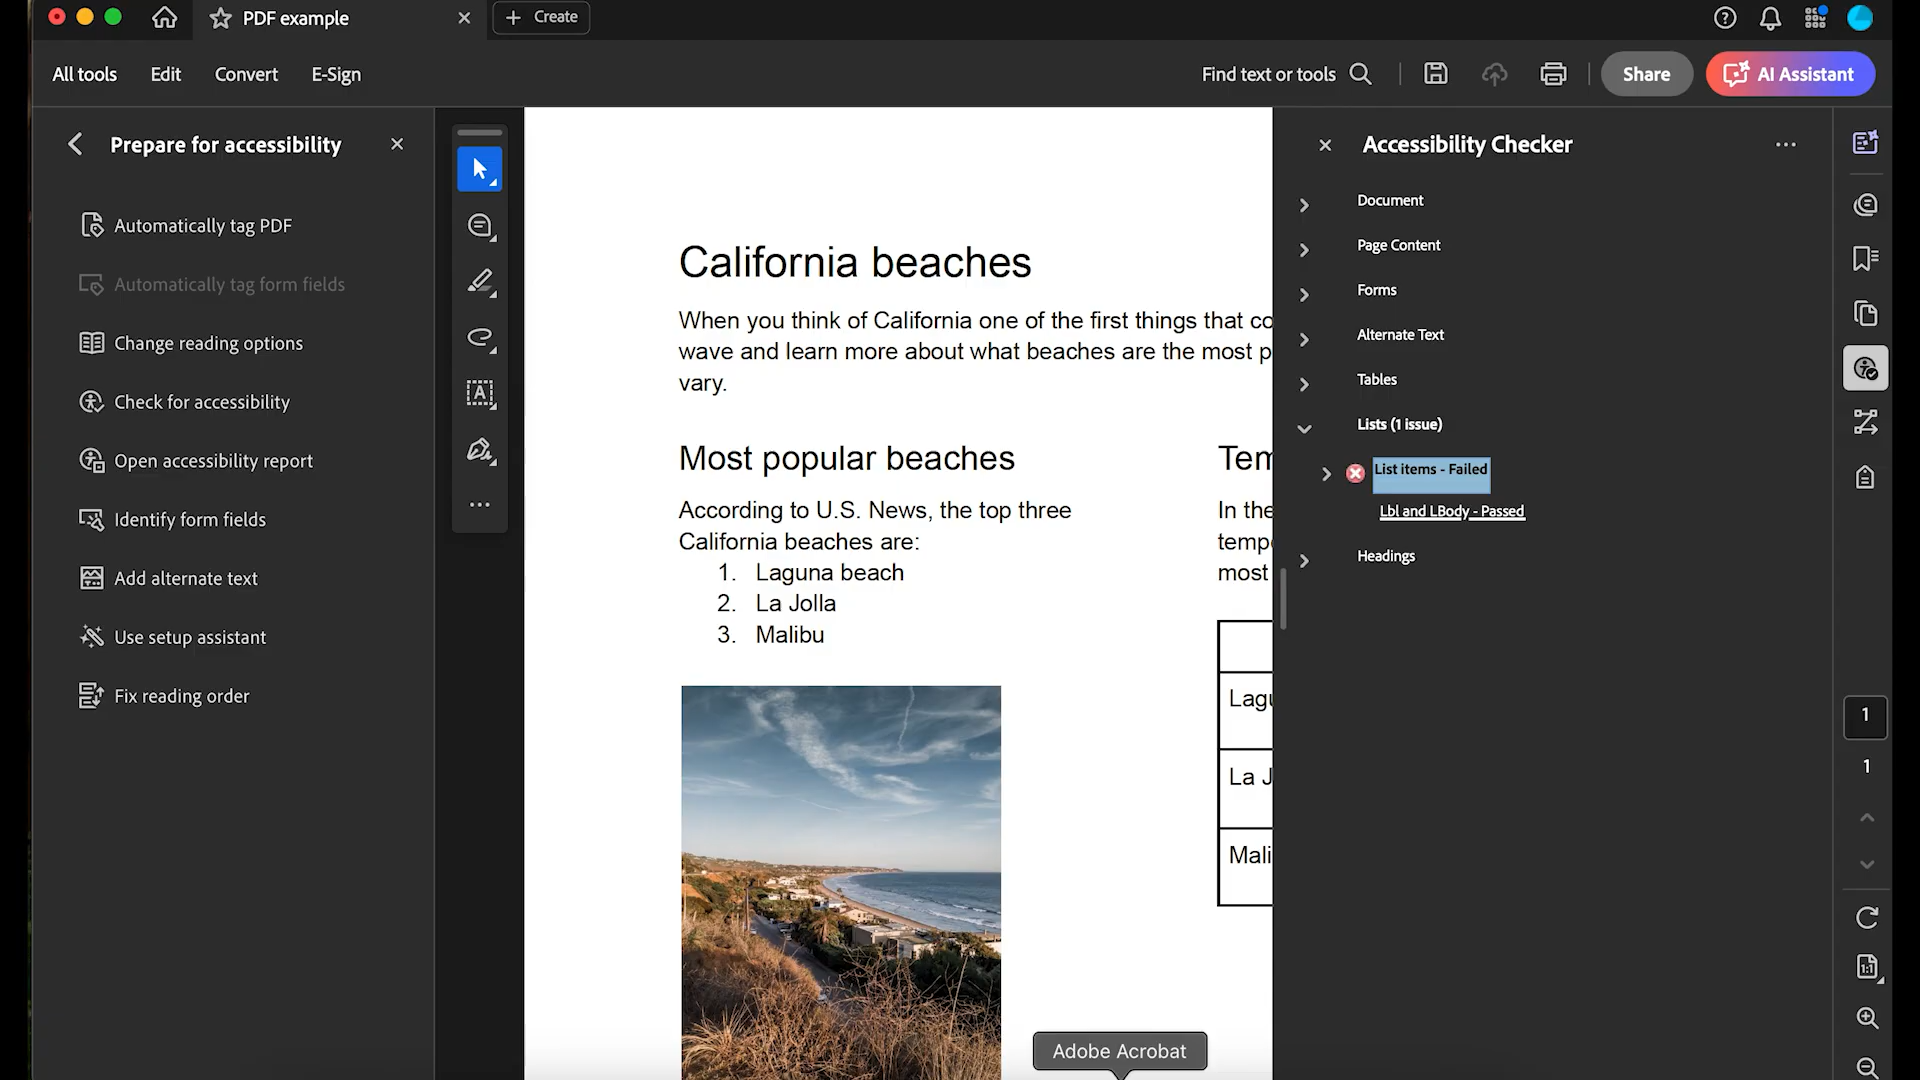 PDF example
Create
All tools
Edit
Convert
E-Sign
Find text or tools
Share
AI Assistant
Prepare for accessibility
Automatically tag PDF
Automatically tag form fields
Change reading options
Check for accessibility
Open accessibility report
Identify form fields
Add alternate text
Use setup assistant
Fix reading order
California beaches
When you think of California one of the first things that co
wave and learn more about what beaches are the most p
vary.
Most popular beaches
According to U.S. News, the top three
California beaches are:
1. Laguna beach
2. La Jolla
3. Malibu
Tem
In the
tempe
most
Lagu
La J
Mali
Accessibility Checker
Document
Page Content
Forms
Alternate Text
Tables
Lists (1 issue)
List items - Failed
Lbl and LBody - Passed
Headings
1
1
1:1
Adobe Acrobat